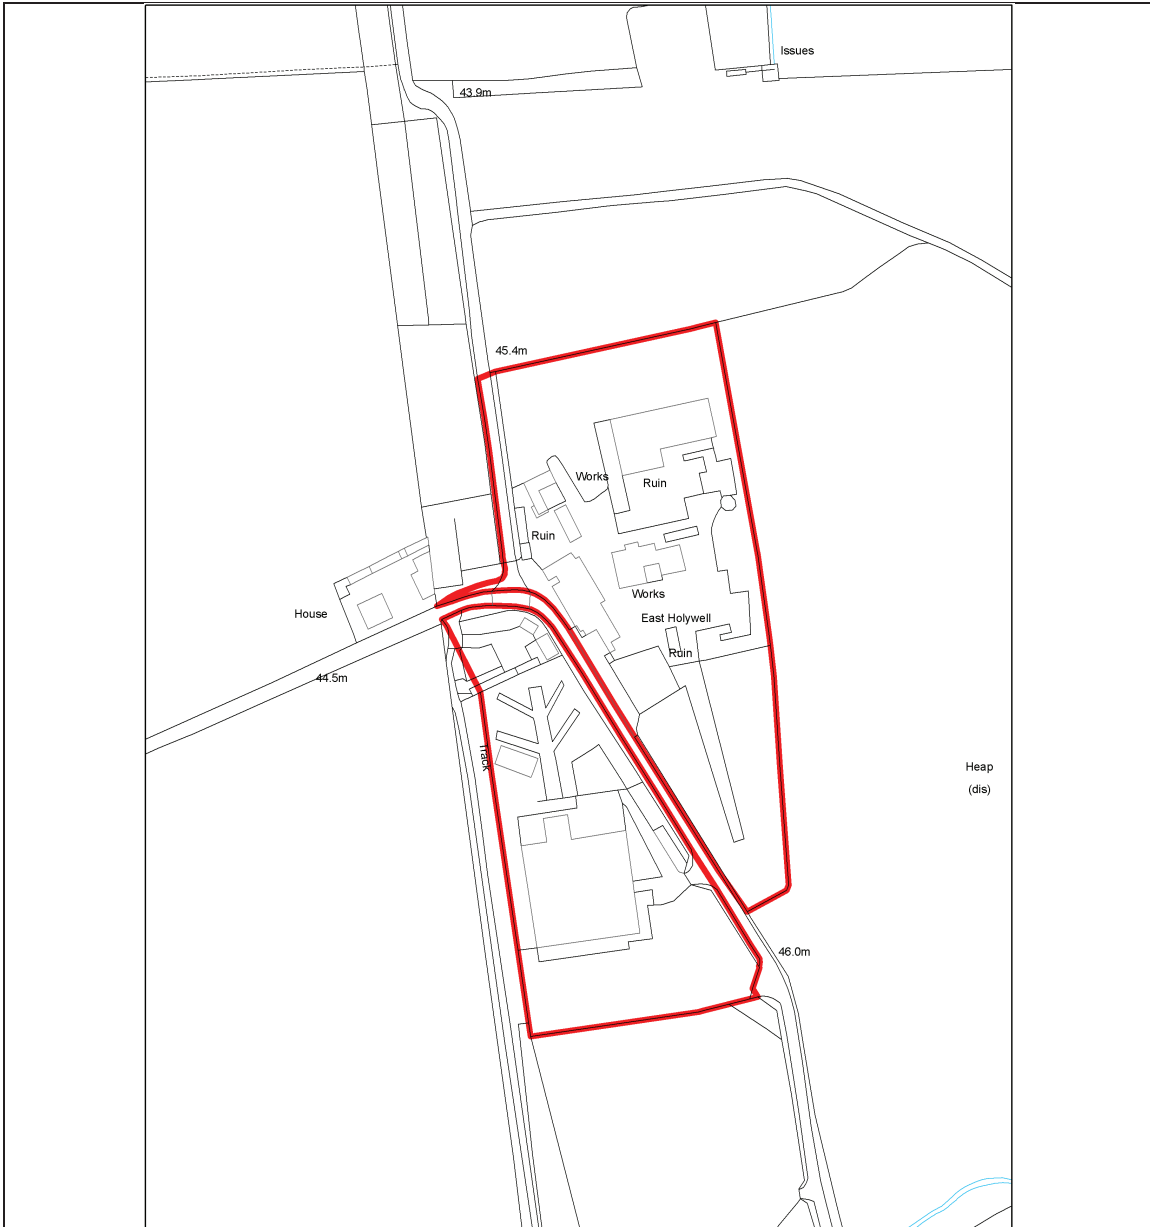 Issues
43.9m
45.4m
Works
Ruin
Ruin
Works
House
East Holywell
Ruin
44.5m
Track
Heap
(dis)
46.0m